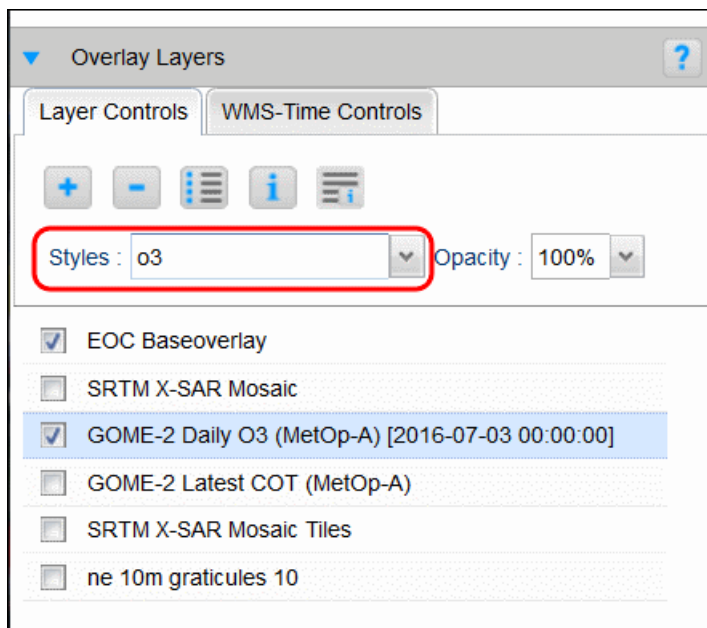 Overlay Layers ?
Layer Controls WMS-Time Controls
+ - i i
Styles : o3 Opacity : 100%
EOC Baseoverlay
SRTM X-SAR Mosaic
GOME-2 Daily O3 (MetOp-A) [2016-07-03 00:00:00]
GOME-2 Latest COT (MetOp-A)
SRTM X-SAR Mosaic Tiles
ne 10m graticules 10